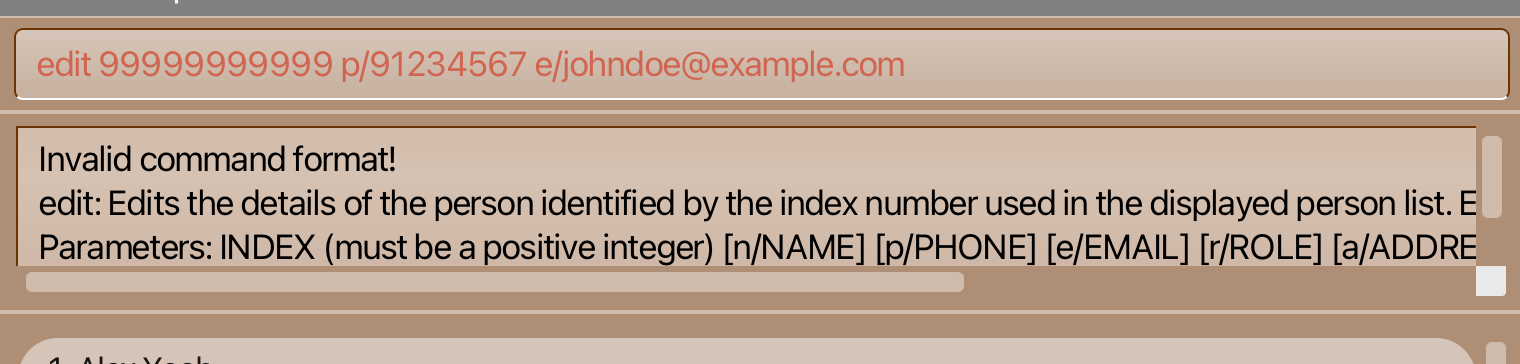 edit 99999999999 p/91234567 e/johndoe@example.com
Invalid command format!
edit: Edits the details of the person identified by the index number used in the displayed person list. E
Parameters: INDEX (must be a positive integer) [n/NAME] [p/PHONE] [e/EMAIL] [r/ROLE] [a/ADDRE
1. Alex Yeoh